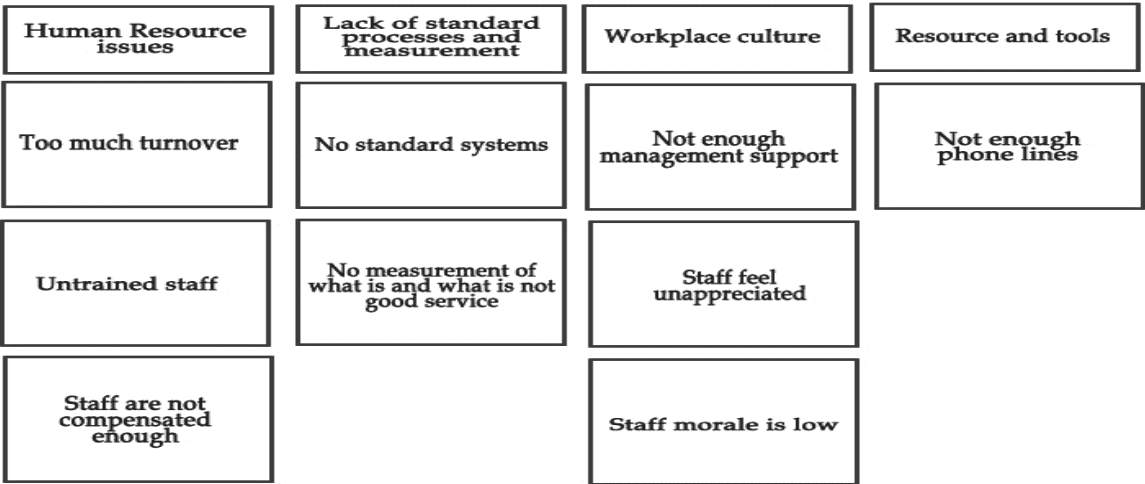 Human Resource
issues
Lack of standard
processes and
measurement
Workplace culture
Resource and tools
Too much turnover
No standard systems
Not enough
management support
Not enough
phone lines
Untrained staff
No measurement of
what is and what is not
good service
Staff feel
unappreciated
Staff are not
compensated
enough
Staff morale is low